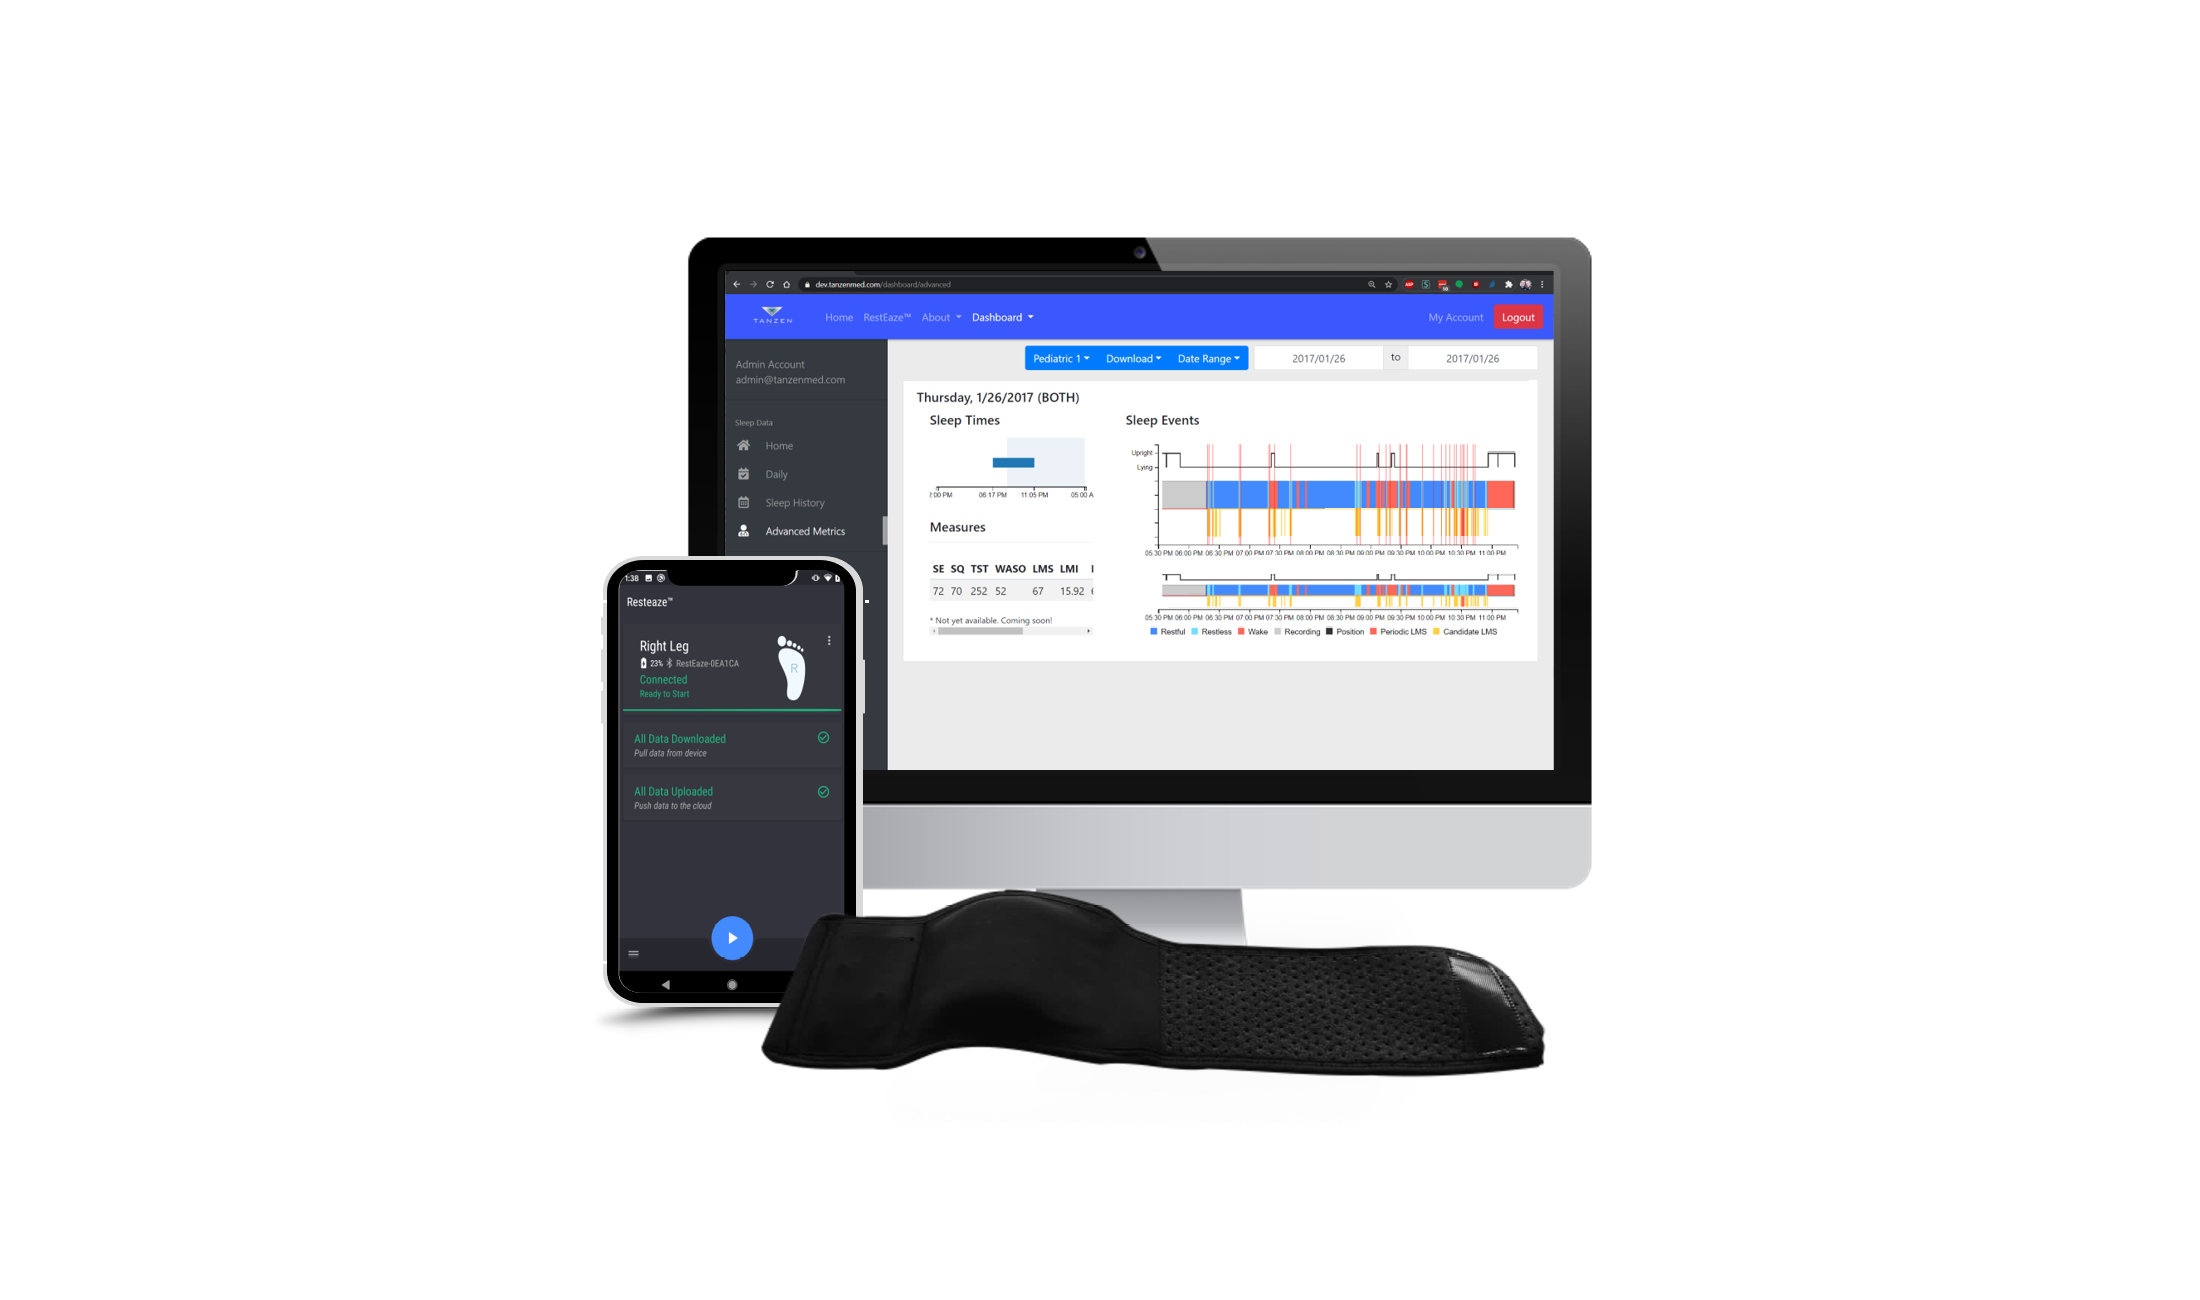 dev.tanzenmed.com/dashboard/advanced
TANZEN
Home RestEaze™ About Dashboard
My Account Logout
Admin Account
admin@tanzenmed.com
Sleep Data
Home
Daily
Sleep History
Advanced Metrics
Pediatric 1 Download Date Range 2017/01/26 to 2017/01/26
Thursday, 1/26/2017 (BOTH)
Sleep Times
:00 PM 06:17 PM 11:05 PM 05:00 A
Measures
SE SQ TST WASO LMS LMI
72 70 252 52 67 15.92
* Not yet available. Coming soon!
Sleep Events
Upright
Lying
05:30 PM 06:00 PM 06:30 PM 07:00 PM 07:30 PM 08:00 PM 08:30 PM 09:00 PM 09:30 PM 10:00 PM 10:30 PM 11:00 PM
05:30 PM 06:00 PM 06:30 PM 07:00 PM 07:30 PM 08:00 PM 08:30 PM 09:00 PM 09:30 PM 10:00 PM 10:30 PM 11:00 PM
Restful Restless Wake Recording Position Periodic LMS Candidate LMS
1:38
Resteaze™
Right Leg
23% RestEaze-0EA1CA
Connected
Ready to Start
R
All Data Downloaded
Pull data from device
All Data Uploaded
Push data to the cloud